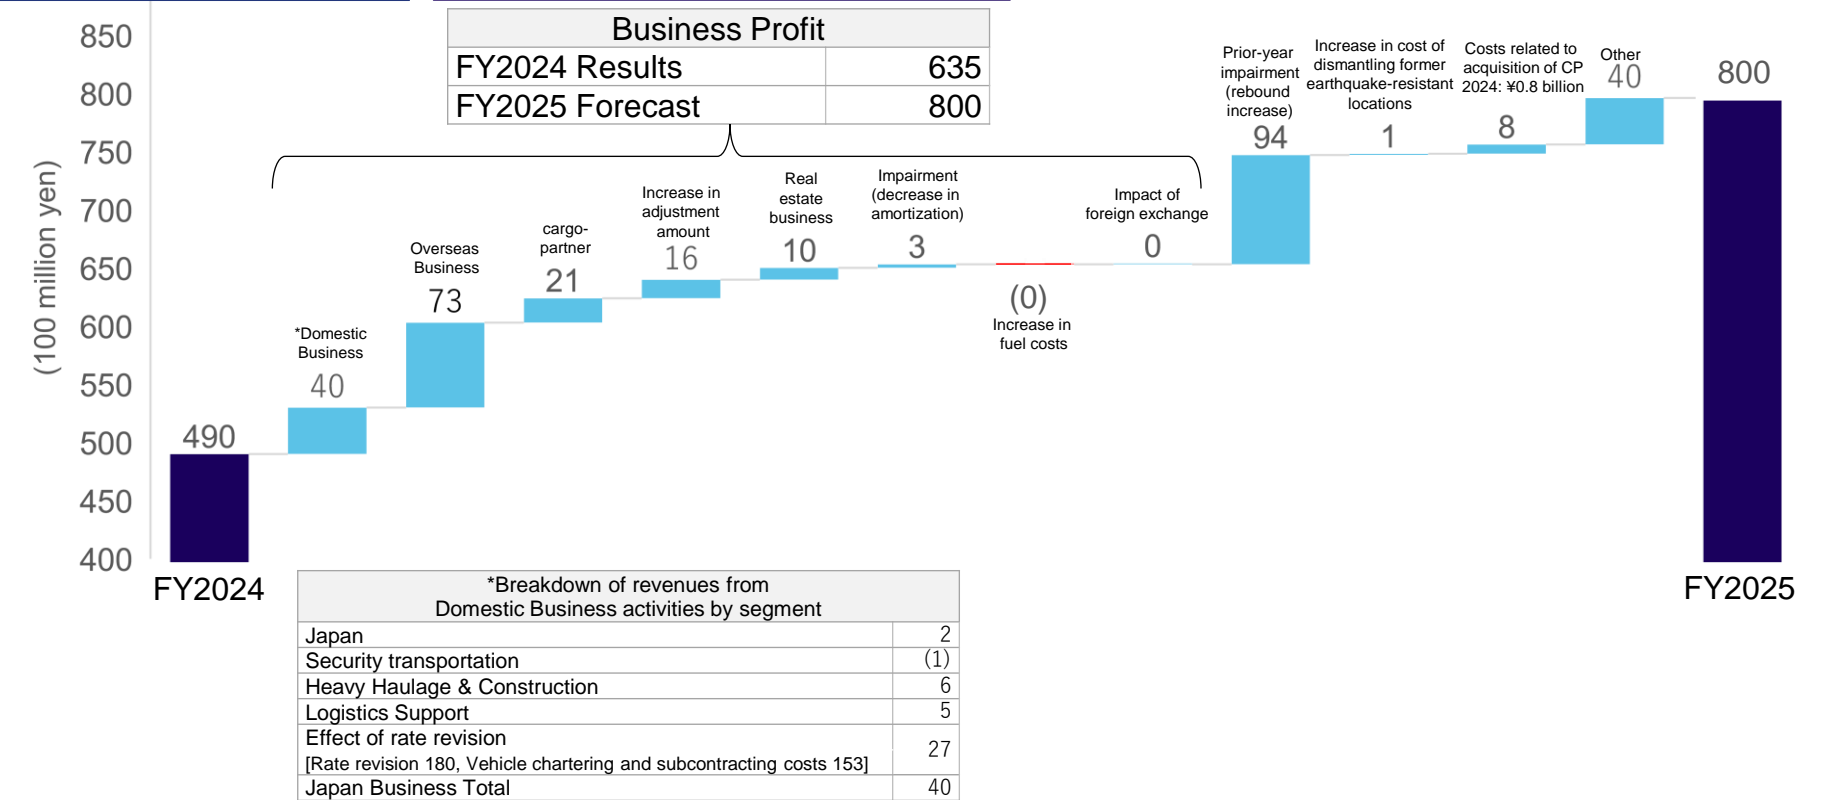 Business Profit
FY2024 Results 635
FY2025 Forecast 800
(100 million yen)
850
800
750
700
650
600
550
500
450
400
490
FY2024
*Domestic
Business
40
Overseas
Business
73
cargo-
partner
21
Increase in
adjustment
amount
16
Real
estate
business
10
Impairment
(decrease in
amortization)
3
(0)
Increase in
fuel costs
Impact of
foreign exchange
0
Prior-year
impairment
(rebound
increase)
94
Increase in cost of
dismantling former
earthquake-resistant
locations
1
Costs related to
acquisition of CP
2024: ¥0.8 billion
8
Other
40
800
FY2025
*Breakdown of revenues from
Domestic Business activities by segment
Japan 2
Security transportation (1)
Heavy Haulage & Construction 6
Logistics Support 5
Effect of rate revision
[Rate revision 180, Vehicle chartering and subcontracting costs 153]
27
Japan Business Total 40